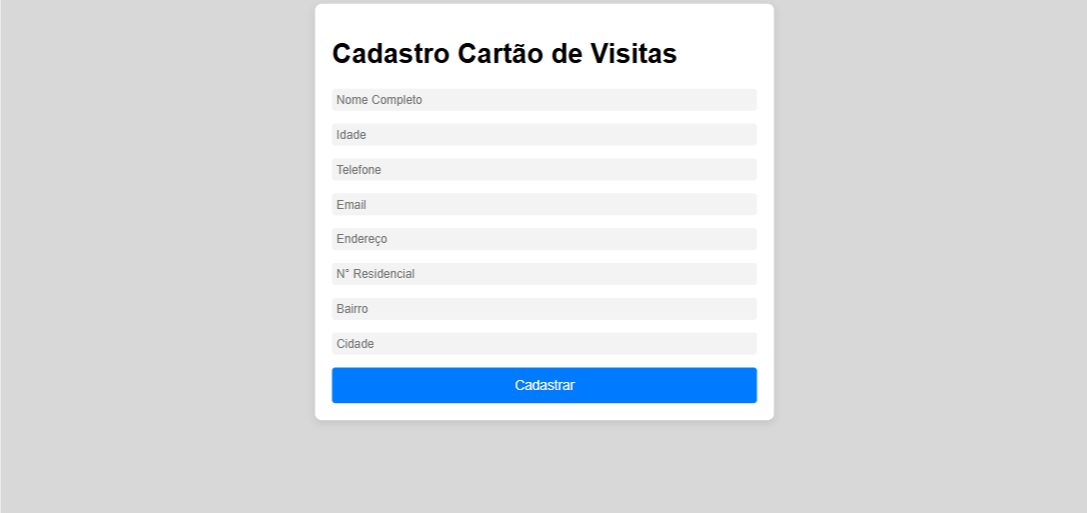 Cadastro Cartão de Visitas
Nome Completo
Idade
Telefone
Email
Endereço
N° Residencial
Bairro
Cidade
Cadastrar